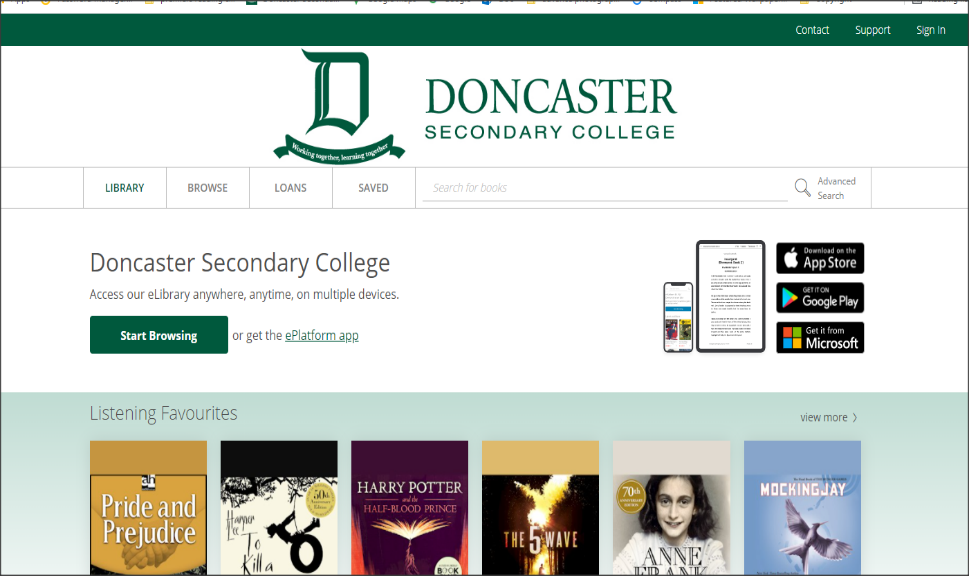 Contact Support Sign In
D
Working together, learning together
DONCASTER
SECONDARY COLLEGE
LIBRARY BROWSE LOANS SAVED Search for books Advanced Search
Doncaster Secondary College
Access our eLibrary anywhere, anytime, on multiple devices.
Start Browsing or get the ePlatform app
Download on the
App Store
GET IT ON
Google Play
Get it from
Microsoft
Listening Favourites
view more >
Pride and
Prejudice
50th
Anniversary
Edition
Harper
Lee
To
Kill a
HARRY POTTER
and the
HALF-BLOOD PRINCE
BOOK
THE 5 WAVE
70th
ANNIVERSARY
EDITION
ANNE
FRANK
MOCKINGJAY